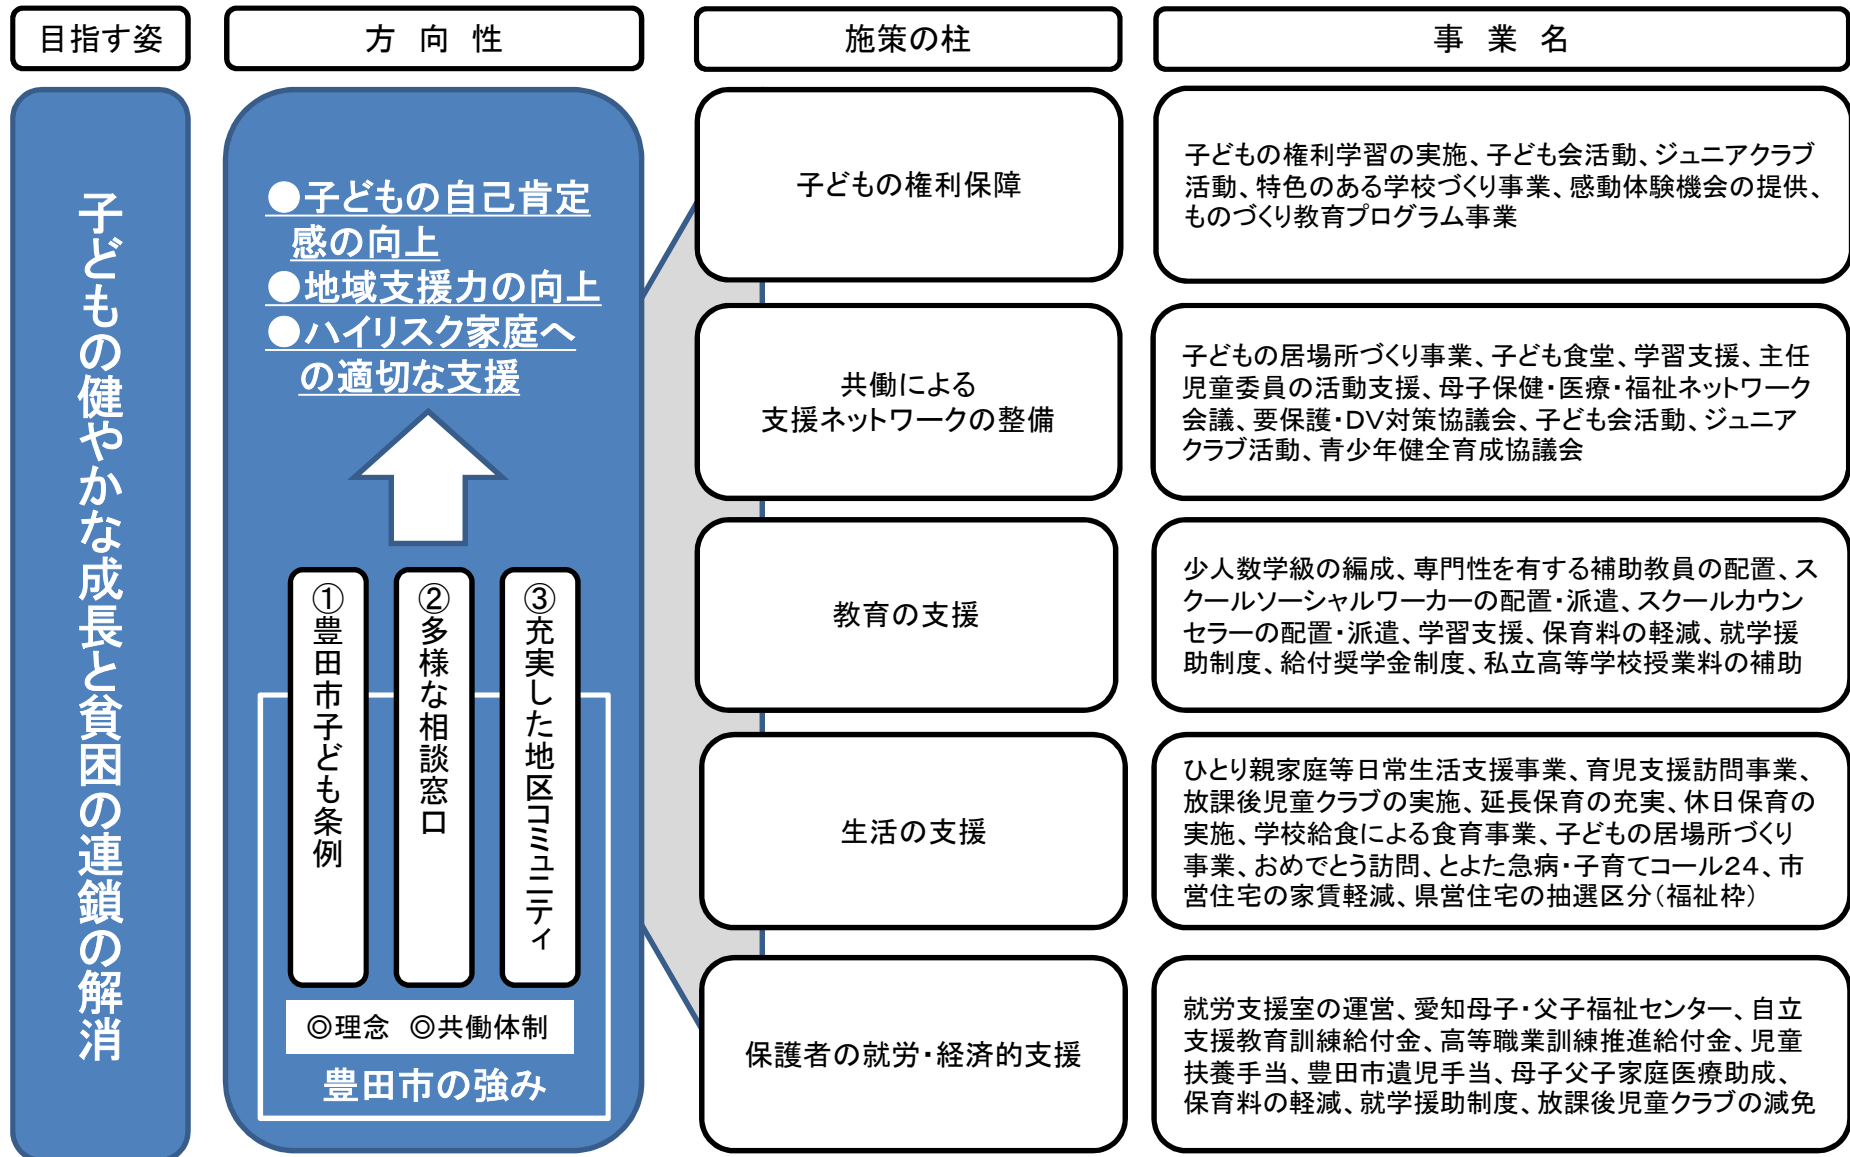 目指す姿
方 向 性
施策の柱
事 業 名
子どもの健やかな成長と貧困の連鎖の解消
●子どもの自己肯定
感の向上
●地域支援力の向上
●ハイリスク家庭へ
の適切な支援
①豊田市子ども条例
②多様な相談窓口
③充実した地区コミュニティ
◎理念 ◎共働体制
豊田市の強み
子どもの権利保障
子どもの権利学習の実施、子ども会活動、ジュニアクラブ
活動、特色のある学校づくり事業、感動体験機会の提供、
ものづくり教育プログラム事業
共働による
支援ネットワークの整備
子どもの居場所づくり事業、子ども食堂、学習支援、主任
児童委員の活動支援、母子保健・医療・福祉ネットワーク
会議、要保護・DV対策協議会、子ども会活動、ジュニア
クラブ活動、青少年健全育成協議会
教育の支援
少人数学級の編成、専門性を有する補助教員の配置、ス
クールソーシャルワーカーの配置・派遣、スクールカウン
セラーの配置・派遣、学習支援、保育料の軽減、就学援
助制度、給付奨学金制度、私立高等学校授業料の補助
生活の支援
ひとり親家庭等日常生活支援事業、育児支援訪問事業、
放課後児童クラブの実施、延長保育の充実、休日保育の
実施、学校給食による食育事業、子どもの居場所づくり
事業、おめでとう訪問、とよた急病・子育てコール24、市
営住宅の家賃軽減、県営住宅の抽選区分（福祉枠）
保護者の就労・経済的支援
就労支援室の運営、愛知母子・父子福祉センター、自立
支援教育訓練給付金、高等職業訓練推進給付金、児童
扶養手当、豊田市遺児手当、母子父子家庭医療助成、
保育料の軽減、就学援助制度、放課後児童クラブの減免